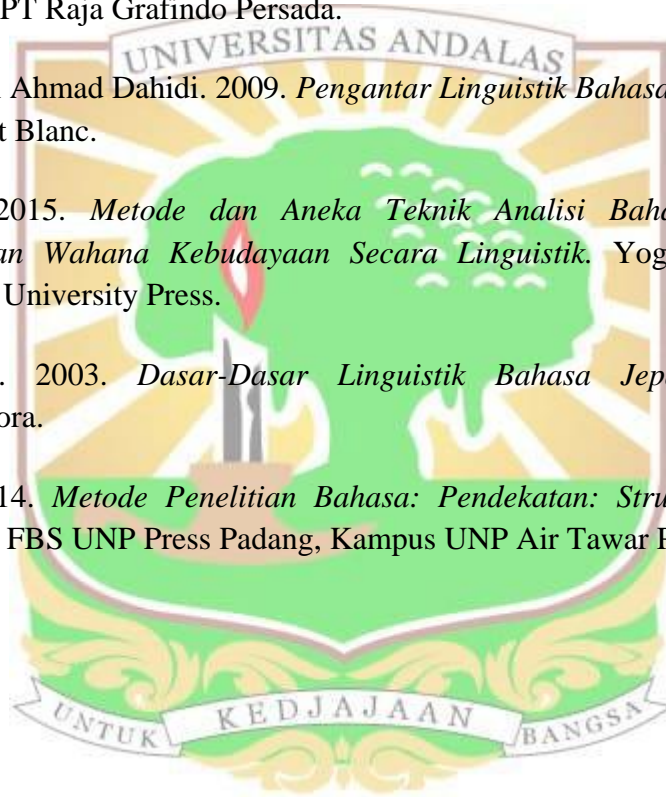 PT Raja Grafindo Persada.
UNIVERSITAS ANDALAS
Ahmad Dahidi. 2009. Pengantar Linguistik Bahasa
t Blanc.
2015. Metode dan Aneka Teknik Analisi Baha
an Wahana Kebudayaan Secara Linguistik. Yog
University Press.
. 2003. Dasar-Dasar Linguistik Bahasa Jep
ora.
14. Metode Penelitian Bahasa: Pendekatan: Stru
FBS UNP Press Padang, Kampus UNP Air Tawar
UNTUK KEDJAJAAN BANGSA